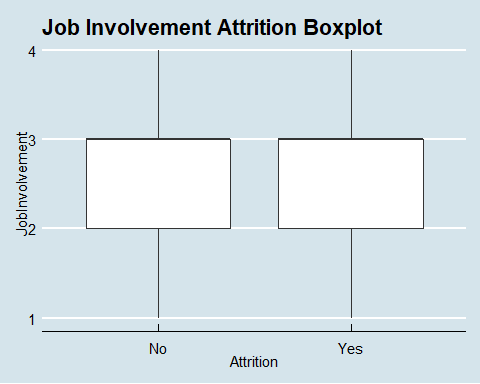 Job Involvement Attrition Boxplot
JobInvolvement
4
3
2
1
No Yes
Attrition